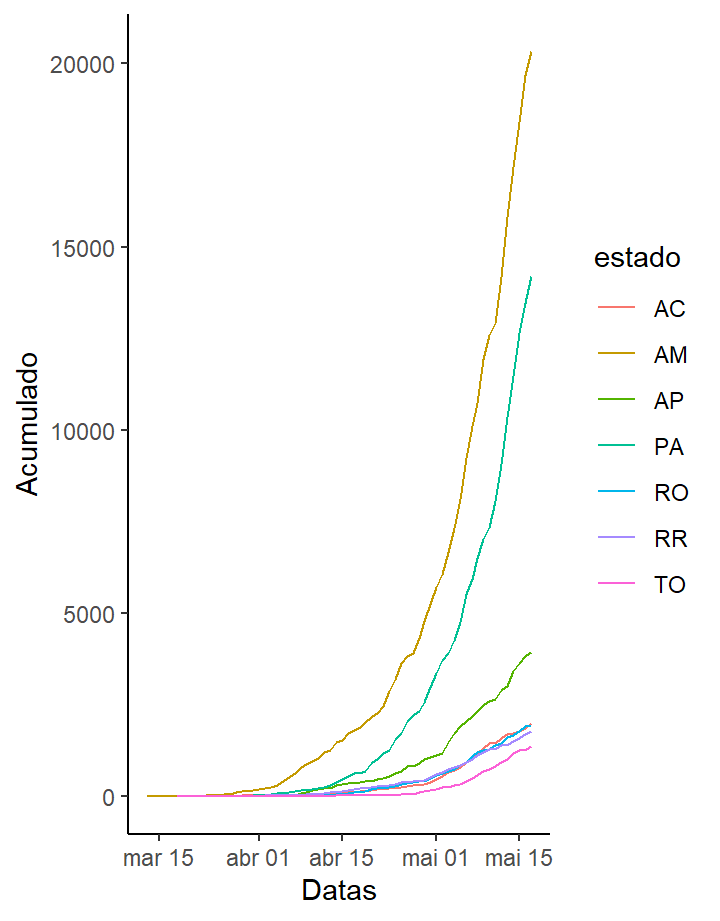 Acumulado
20000
15000
10000
5000
0
mar 15
abr 01
abr 15
mai 01
mai 15
Datas
estado
AC
AM
AP
PA
RO
RR
TO